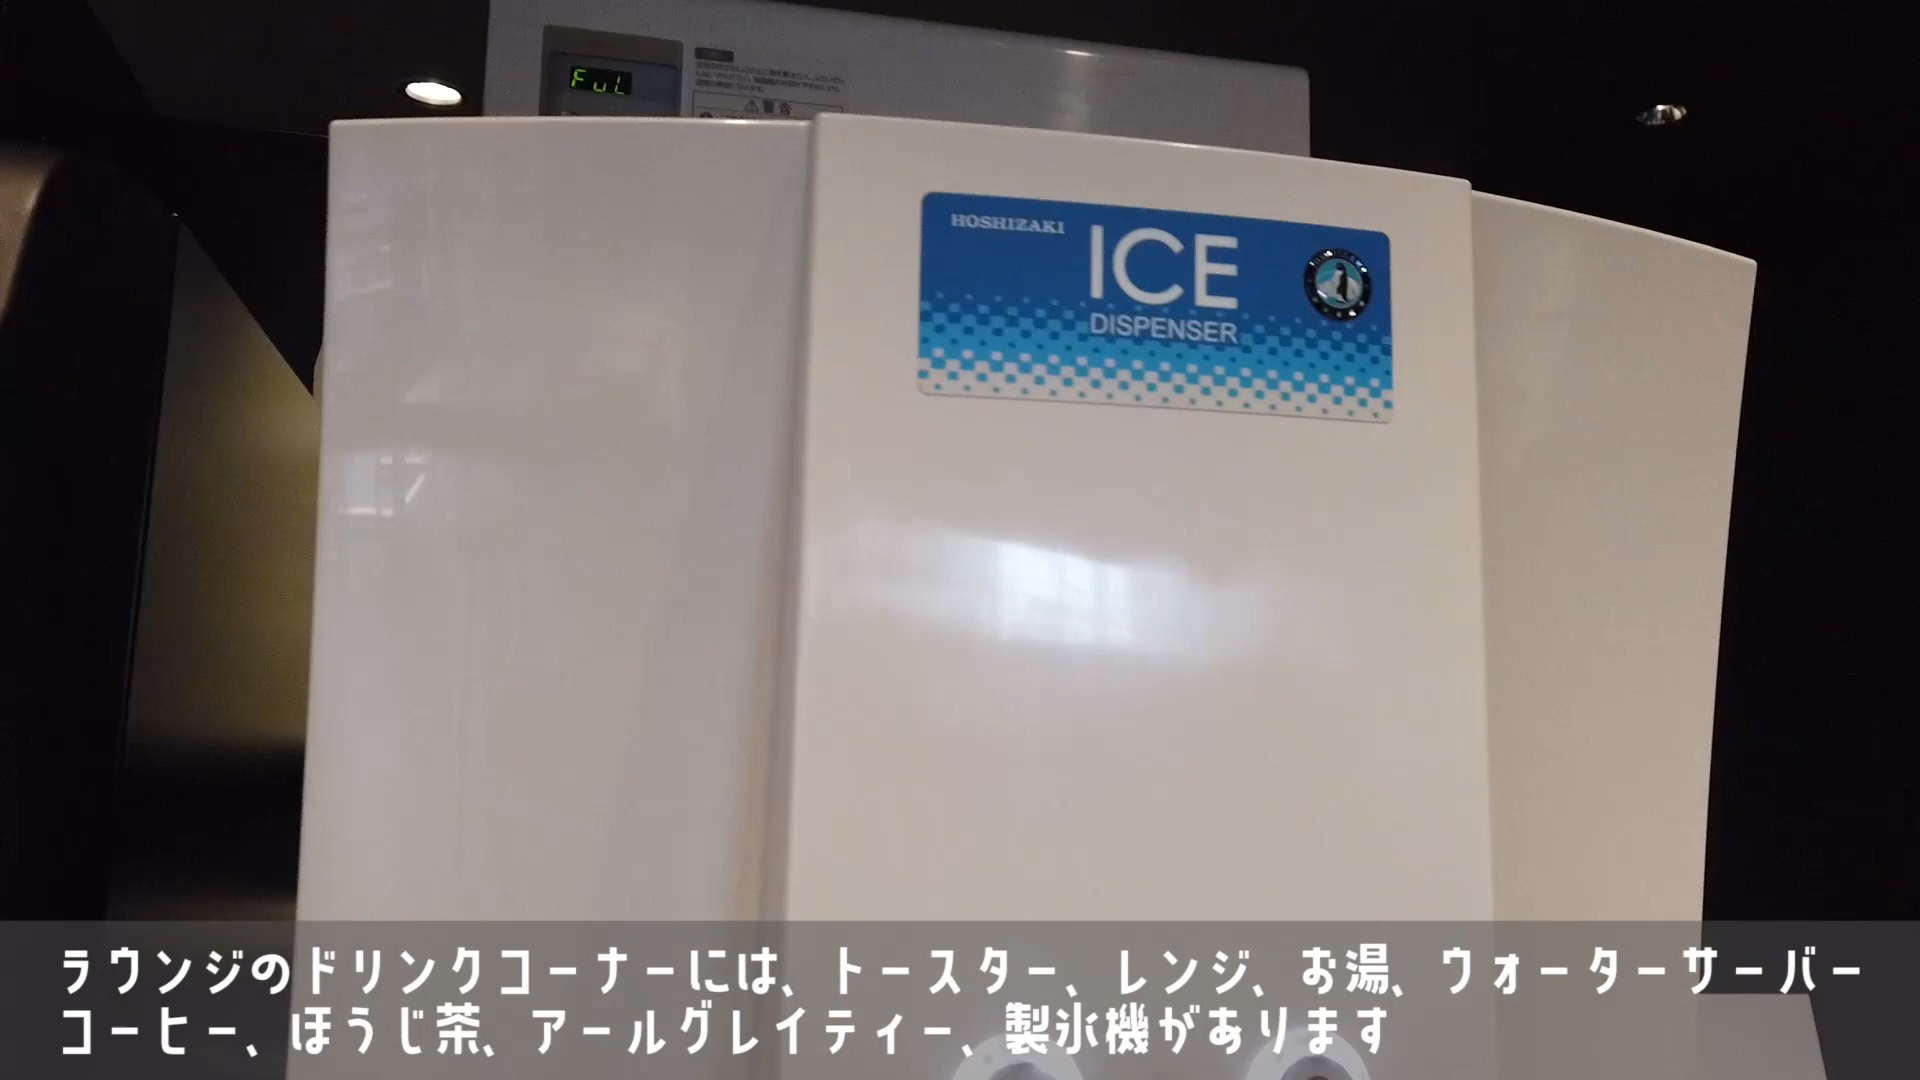 FuL
警告
HOSHIZAKI
ICE
DISPENSER
ラウンジのドリンクコーナーには、トースター、レンジ、お湯、ウォーターサーバー
コーヒー、ほうじ茶、アールグレイティー、製氷機があります